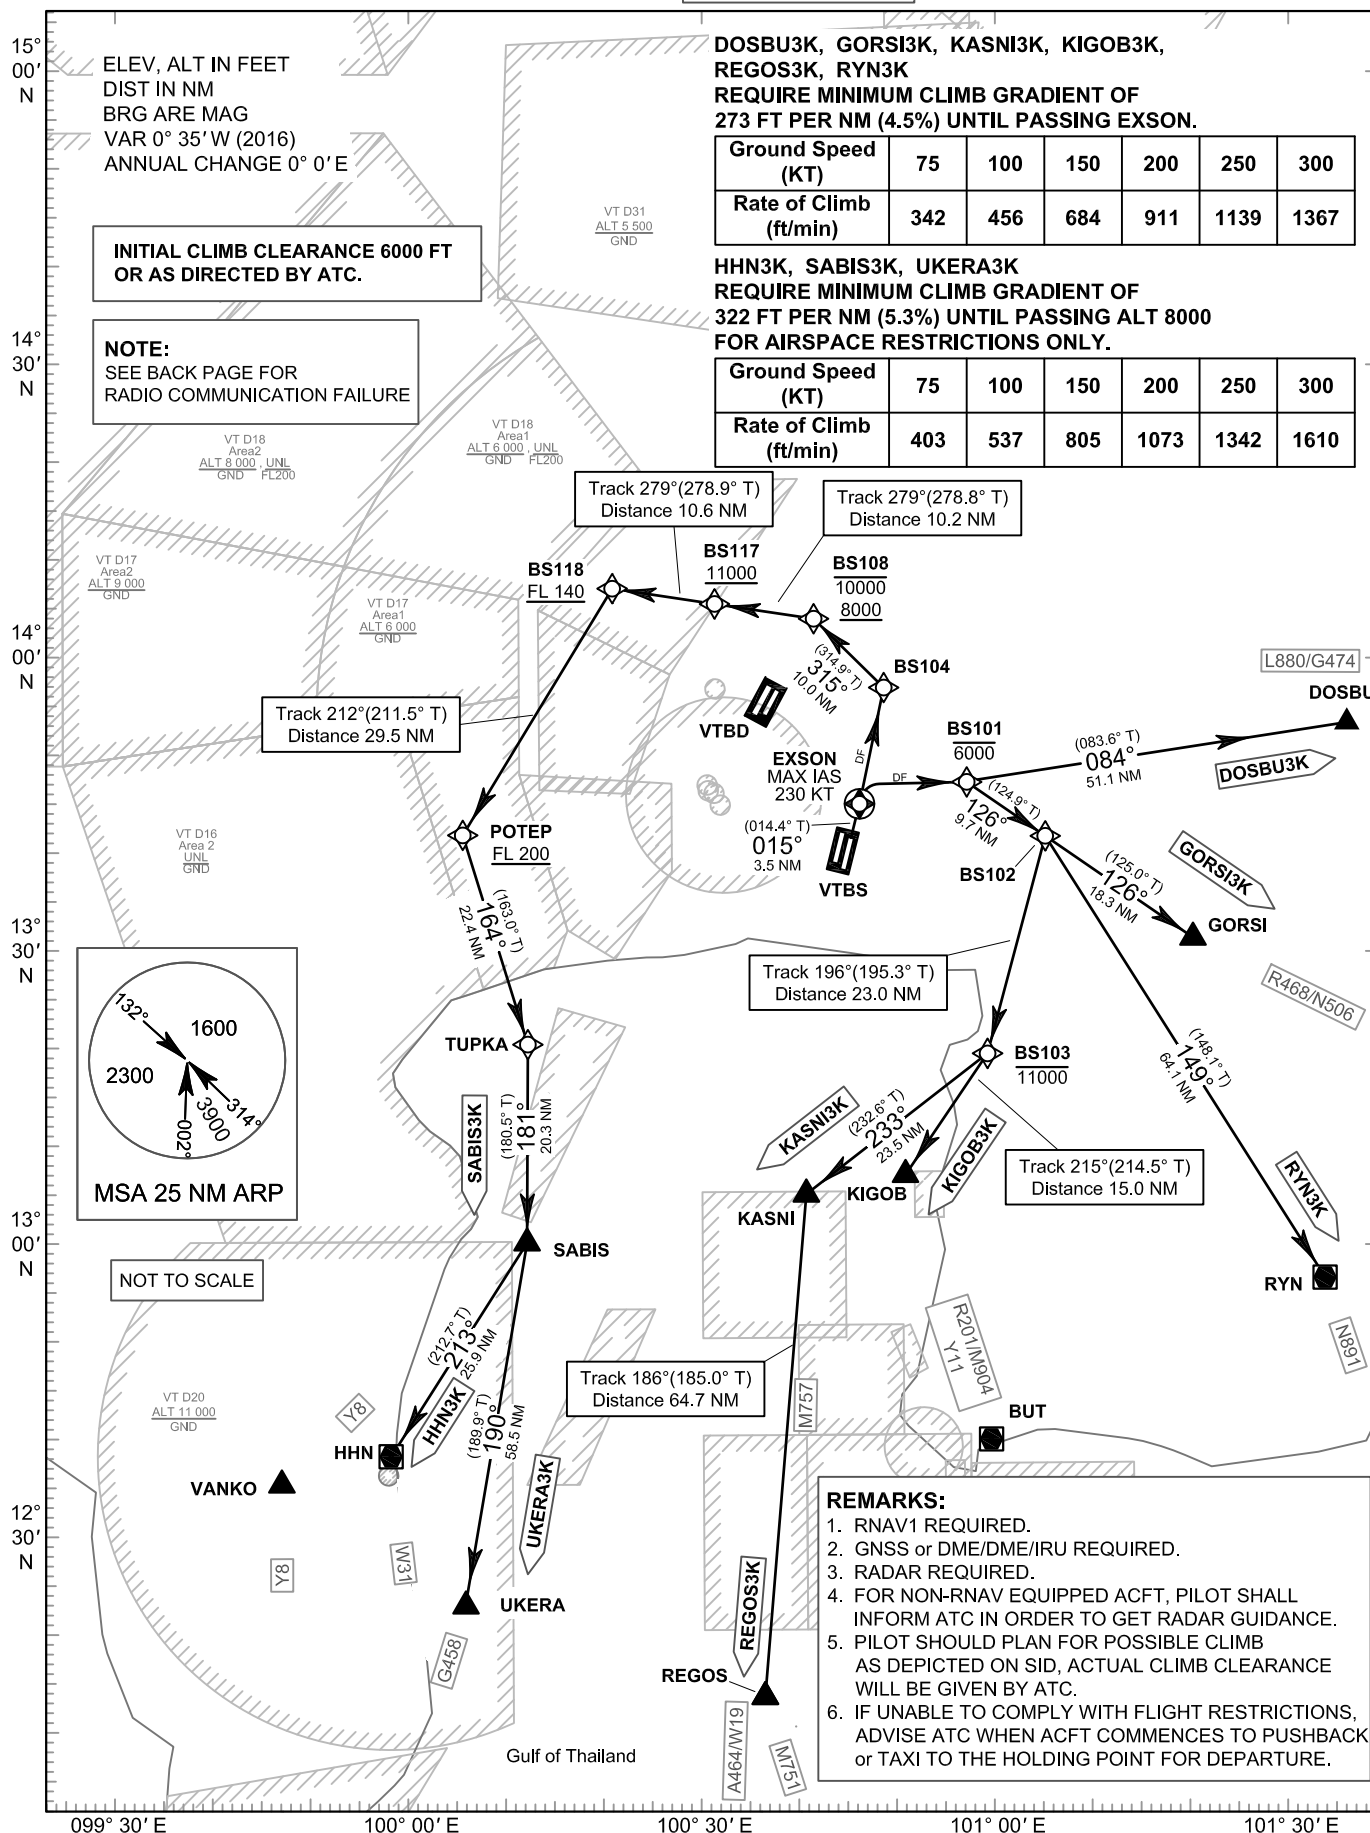 15°
00′
N
14°
30′
N
14°
00′
N
13°
30′
N
13°
00′
N
12°
30′
N
ELEV, ALT IN FEET
DIST IN NM
BRG ARE MAG
VAR 0° 35′ W (2016)
ANNUAL CHANGE 0° 0′ E
INITIAL CLIMB CLEARANCE 6000 FT
OR AS DIRECTED BY ATC.
NOTE:
SEE BACK PAGE FOR
RADIO COMMUNICATION FAILURE
DOSBU3K, GORSI3K, KASNI3K, KIGOB3K,
REGOS3K, RYN3K
REQUIRE MINIMUM CLIMB GRADIENT OF
273 FT PER NM (4.5%) UNTIL PASSING EXSON.
Ground Speed (KT) 75 100 150 200 250 300
Rate of Climb (ft/min) 342 456 684 911 1139 1367
HHN3K, SABIS3K, UKERA3K
REQUIRE MINIMUM CLIMB GRADIENT OF
322 FT PER NM (5.3%) UNTIL PASSING ALT 8000
FOR AIRSPACE RESTRICTIONS ONLY.
Ground Speed (KT) 75 100 150 200 250 300
Rate of Climb (ft/min) 403 537 805 1073 1342 1610
VT D31
ALT 5 500
GND
VT D18
Area2
ALT 8 000 , UNL
GND FL200
VT D18
Area1
ALT 6 000 , UNL
GND FL200
VT D17
Area2
ALT 9 000
GND
VT D17
Area1
ALT 6 000
GND
VT D16
Area 2
UNL
GND
Track 279°(278.9° T)
Distance 10.6 NM
Track 279°(278.8° T)
Distance 10.2 NM
BS118
FL 140
BS117
11000
BS108
10000
8000
(314.9° T)
315°
10.0 NM
BS104
L880/G474
DOSBU
Track 212°(211.5° T)
Distance 29.5 NM
VTBD
EXSON
MAX IAS
230 KT
DF
DF
BS101
6000
(083.6° T)
084°
51.1 NM
DOSBU3K
(014.4° T)
015°
3.5 NM
VTBS
(124.9° T)
126°
9.7 NM
BS102
(125.0° T)
126°
18.3 NM
GORSI3K
GORSI
R468/N506
POTEP
FL 200
(163.0° T)
164°
22.4 NM
Track 196°(195.3° T)
Distance 23.0 NM
132°
1600
2300
3900
314°
002°
MSA 25 NM ARP
TUPKA
BS103
11000
(148.1° T)
149°
64.1 NM
SABIS3K
(180.5° T)
181°
20.3 NM
KASNI3K
(232.6° T)
233°
23.5 NM
KIGOB3K
Track 215°(214.5° T)
Distance 15.0 NM
RYN3K
KIGOB
KASNI
SABIS
NOT TO SCALE
RYN
(212.7° T)
213°
25.9 NM
HHN3K
(189.9° T)
190°
58.5 NM
UKERA3K
Track 186°(185.0° T)
Distance 64.7 NM
M757
R201/M904
Y11
N891
VT D20
ALT 11 000
GND
Y8
HHN
VANKO
BUT
Y8
W31
UKERA
G458
REGOS3K
REGOS
A464/W19
M751
Gulf of Thailand
REMARKS:
1. RNAV1 REQUIRED.
2. GNSS or DME/DME/IRU REQUIRED.
3. RADAR REQUIRED.
4. FOR NON-RNAV EQUIPPED ACFT, PILOT SHALL
INFORM ATC IN ORDER TO GET RADAR GUIDANCE.
5. PILOT SHOULD PLAN FOR POSSIBLE CLIMB
AS DEPICTED ON SID, ACTUAL CLIMB CLEARANCE
WILL BE GIVEN BY ATC.
6. IF UNABLE TO COMPLY WITH FLIGHT RESTRICTIONS,
ADVISE ATC WHEN ACFT COMMENCES TO PUSHBACK
or TAXI TO THE HOLDING POINT FOR DEPARTURE.
099° 30′ E 100° 00′ E 100° 30′ E 101° 00′ E 101° 30′ E